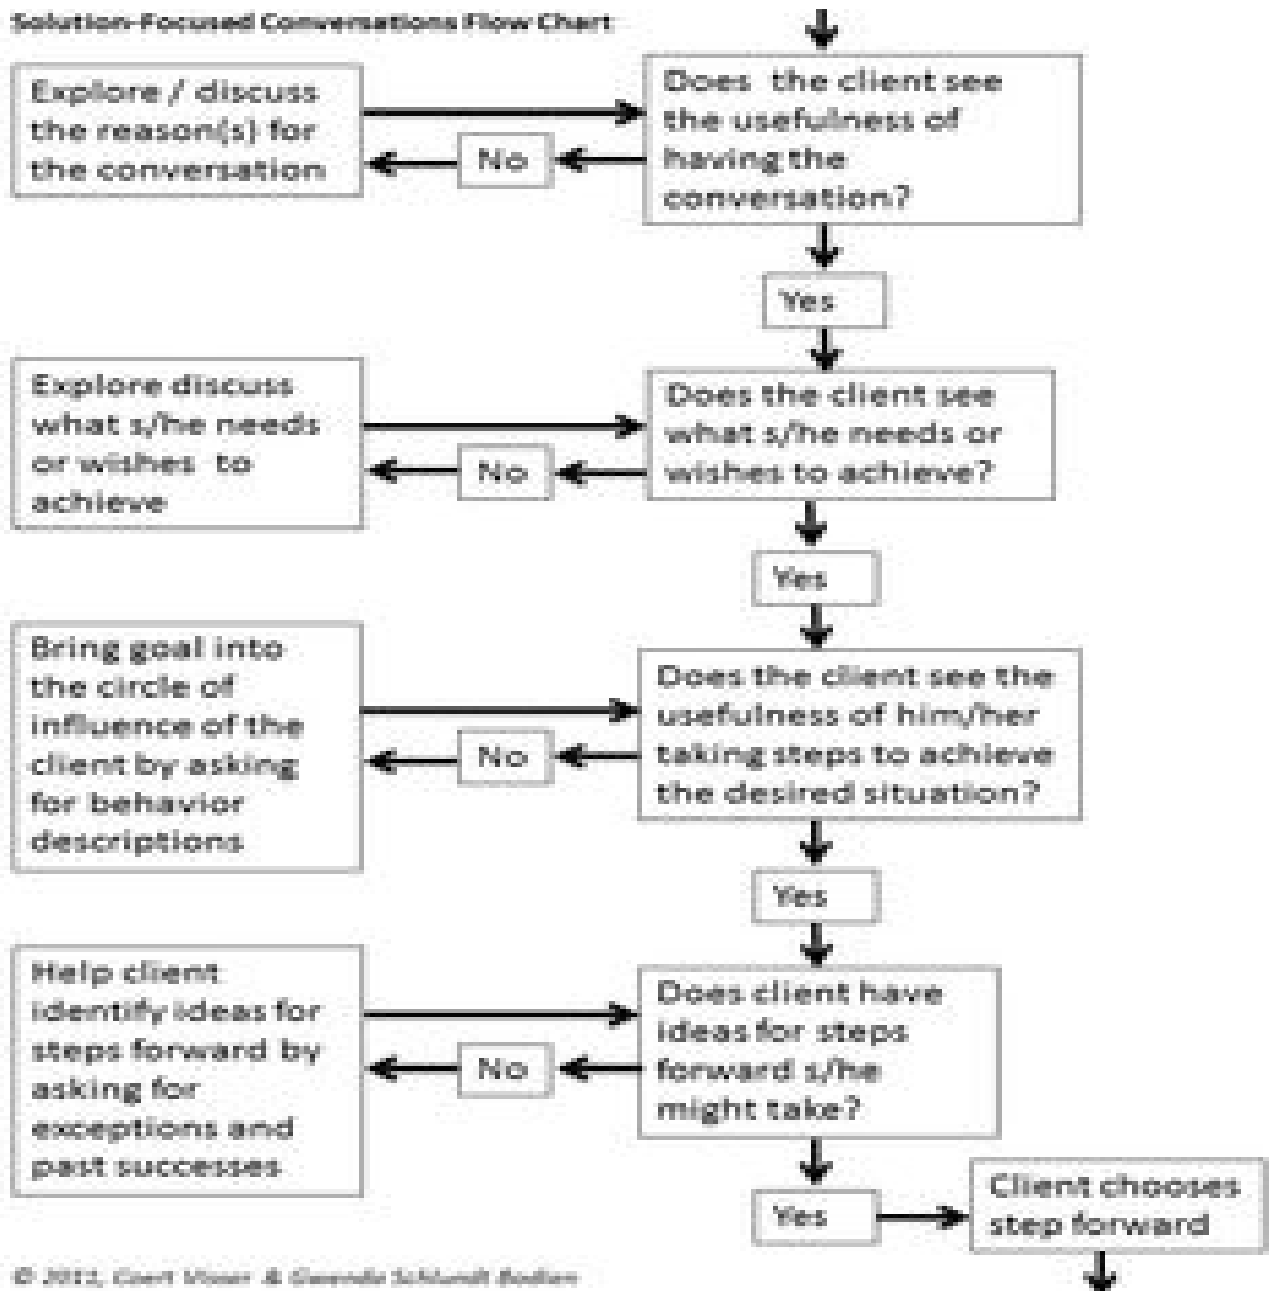 Solution-Focused Conversations Flow Chart
Explore / discuss
the reason(s) for
the conversation
No
Does the client see
the usefulness of
having the
conversation?
Yes
Explore discuss
what s/he needs
or wishes to
achieve
No
Does the client see
what s/he needs or
wishes to achieve?
Yes
Bring goal into
the circle of
influence of the
client by asking
for behavior
descriptions
No
Does the client see the
usefulness of him/her
taking steps to achieve
the desired situation?
Yes
Help client
identify ideas for
steps forward by
asking for
exceptions and
past successes
No
Does client have
ideas for steps
forward s/he
might take?
Yes
Client chooses
step forward
© Coert Visser & Gwenda Schlundt Bodien